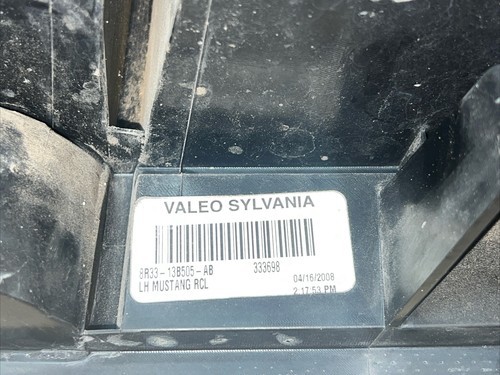 VALEO SYLVANIA
8R33-13B505-AB 333698
LH MUSTANG RCL
04/16/2008
2:17:53 PM